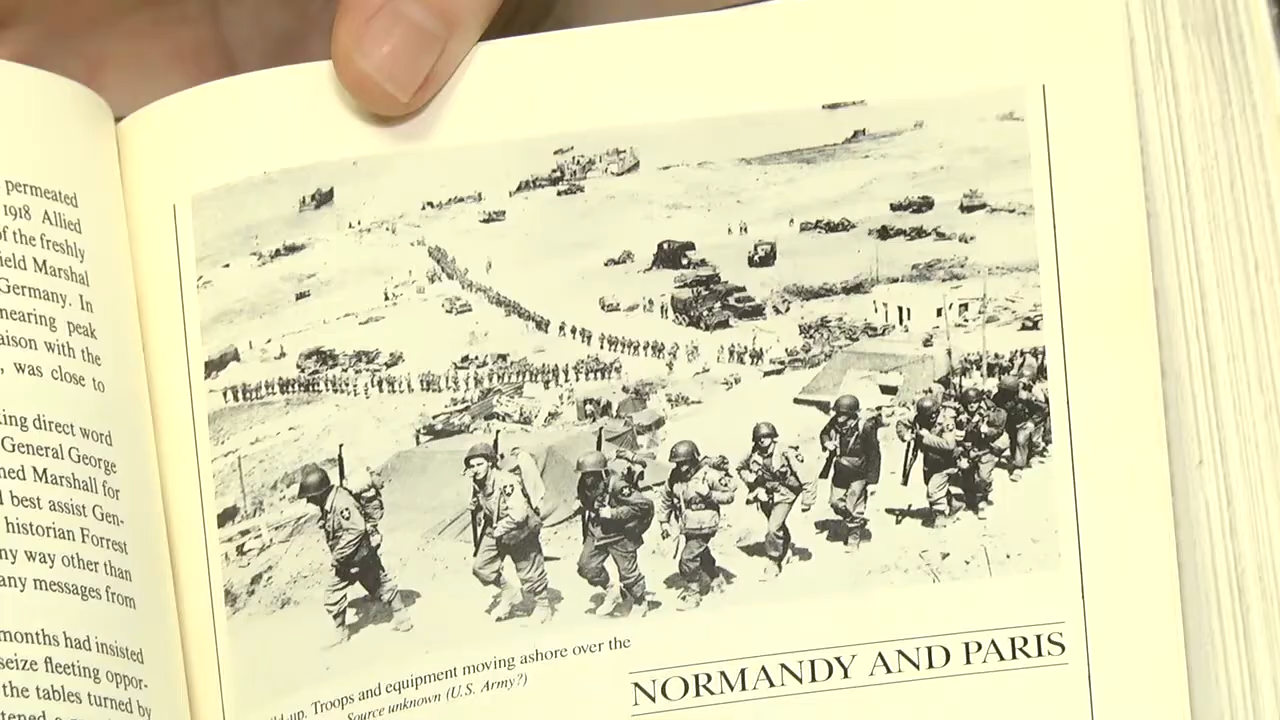 permeated
1918 Allied
of the freshly
ield Marshal
Germany. In
nearing peak
aison with the
, was close to
ing direct word
General George
ned Marshall for
best assist Gen-
historian Forrest
ny way other than
any messages from
months had insisted
seize fleeting oppor-
the tables turned by
d-up. Troops and equipment moving ashore over the
Source unknown (U.S. Army?)
NORMANDY AND PARIS